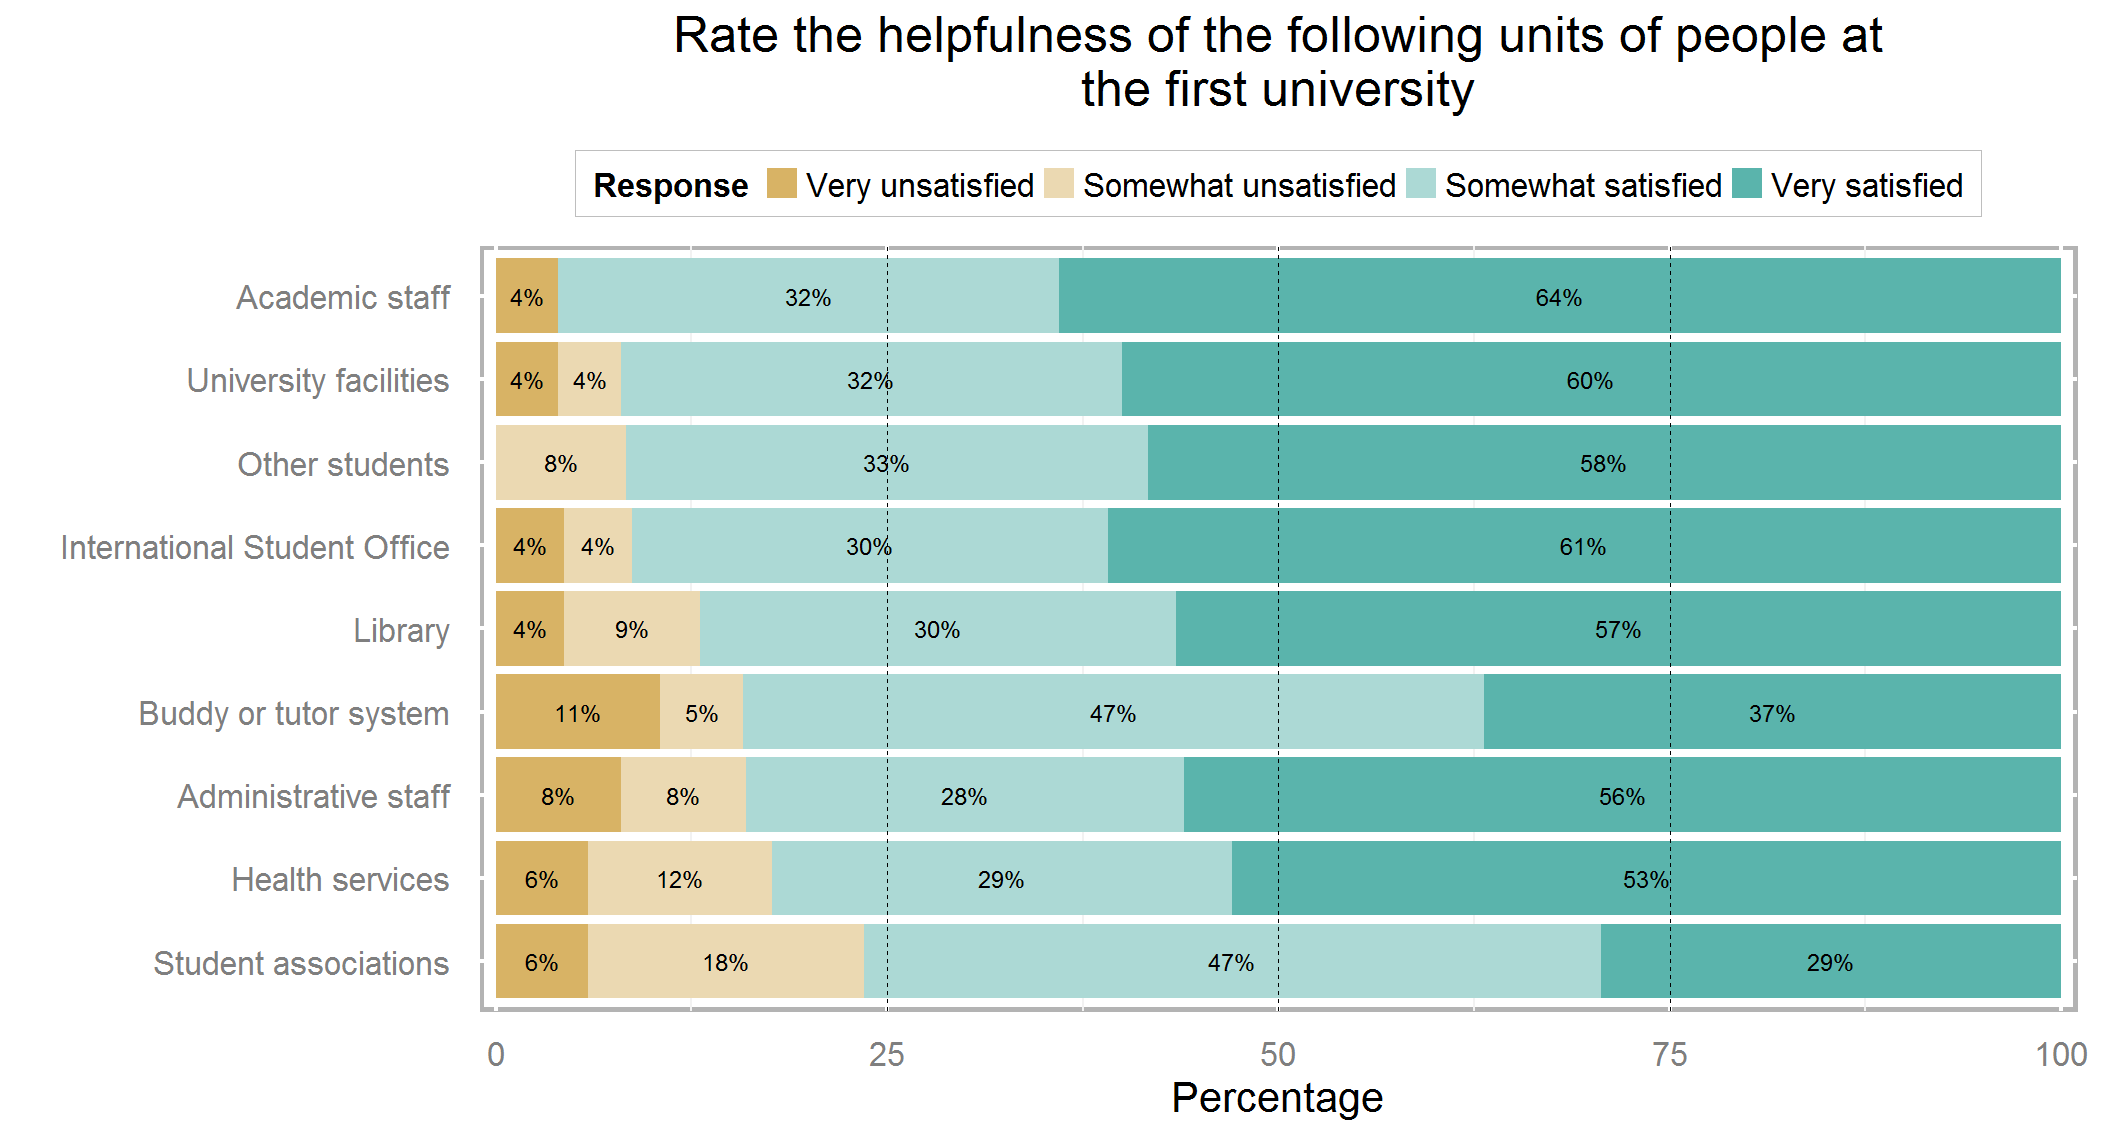 Rate the helpfulness of the following units of people at
the first university
Response Very unsatisfied Somewhat unsatisfied Somewhat satisfied Very satisfied
Academic staff 4% 32% 64%
University facilities 4% 4% 32% 60%
Other students 8% 33% 58%
International Student Office 4% 4% 30% 61%
Library 4% 9% 30% 57%
Buddy or tutor system 11% 5% 47% 37%
Administrative staff 8% 8% 28% 56%
Health services 6% 12% 29% 53%
Student associations 6% 18% 47% 29%
0 25 50 75 100
Percentage